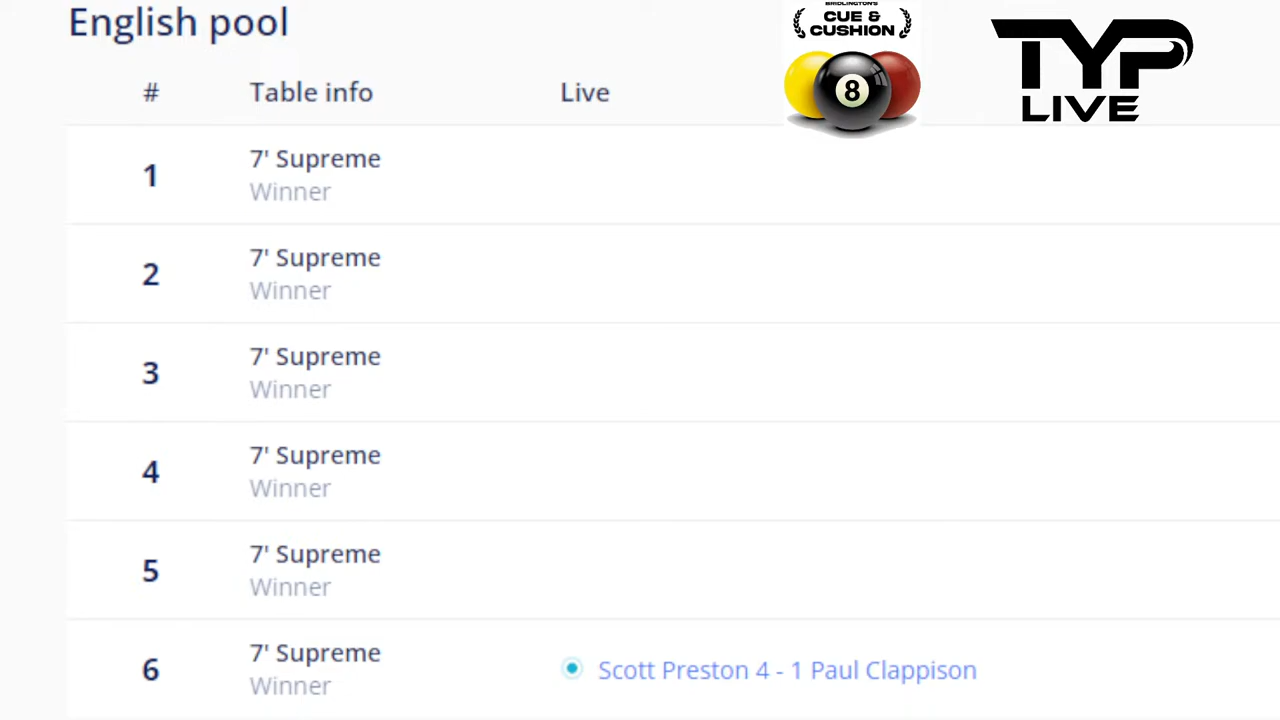 English pool
BRIDLINGTON'S
CUE &
CUSHION
8
TYP
LIVE
# Table info Live
1 7' Supreme
Winner
2 7' Supreme
Winner
3 7' Supreme
Winner
4 7' Supreme
Winner
5 7' Supreme
Winner
6 7' Supreme
Winner
Scott Preston 4 - 1 Paul Clappison